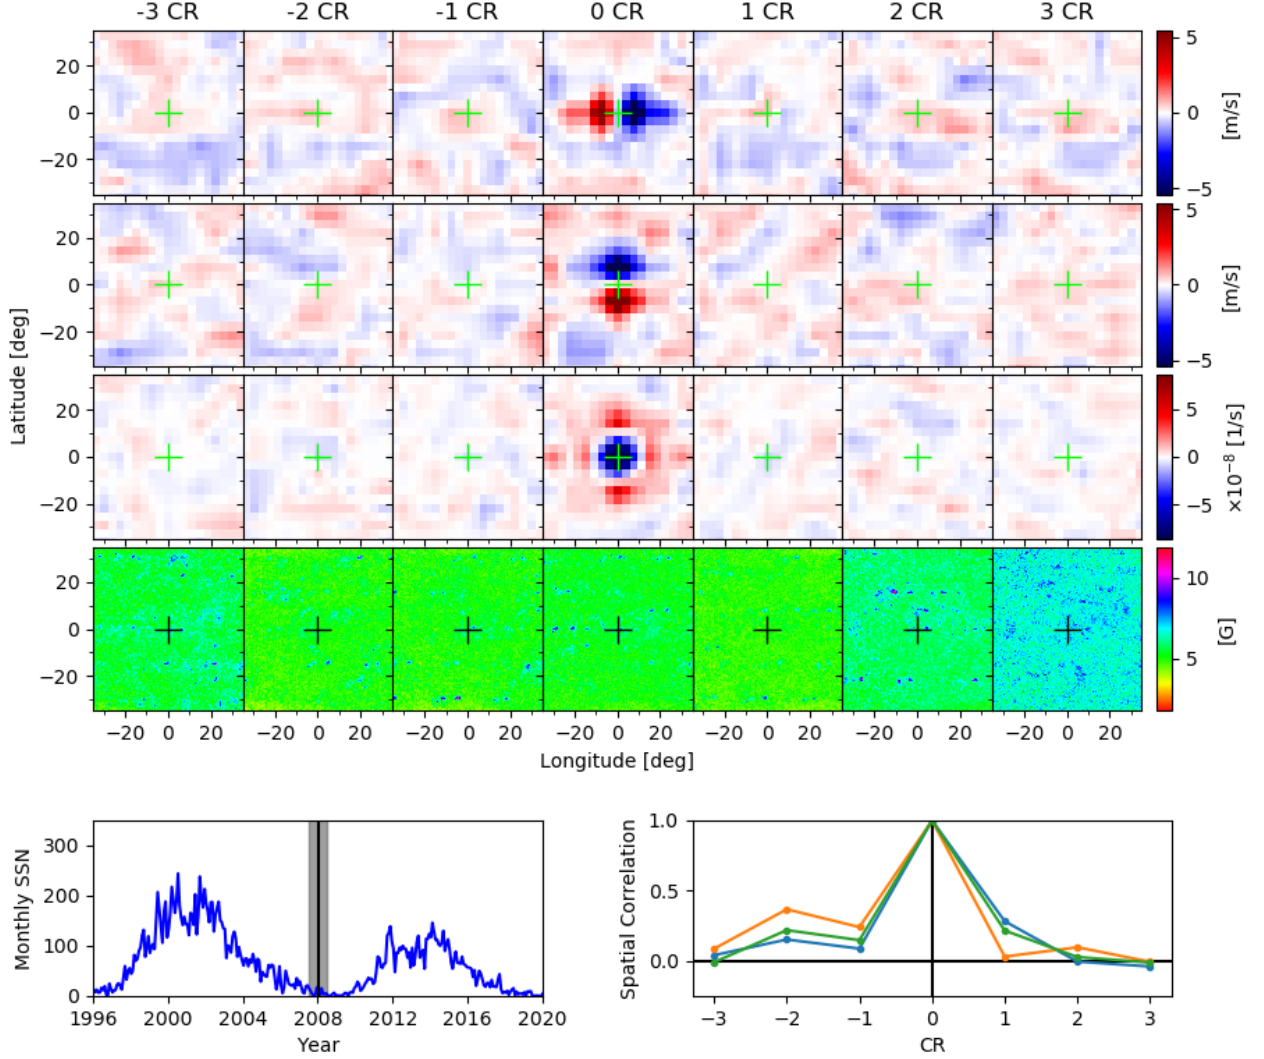 -3 CR -2 CR -1 CR 0 CR 1 CR 2 CR 3 CR
20
0
−20
5
0
−5
[m/s]
20
0
−20
5
0
−5
[m/s]
Latitude [deg]
20
0
−20
5
0
−5
×10⁻⁸ [1/s]
20
0
−20
10
5
[G]
−20 0 20 −20 0 20 −20 0 20 −20 0 20 −20 0 20 −20 0 20 −20 0 20
Longitude [deg]
Monthly SSN
300
200
100
0
1996 2000 2004 2008 2012 2016 2020
Year
Spatial Correlation
1.0
0.5
0.0
−3 −2 −1 0 1 2 3
CR